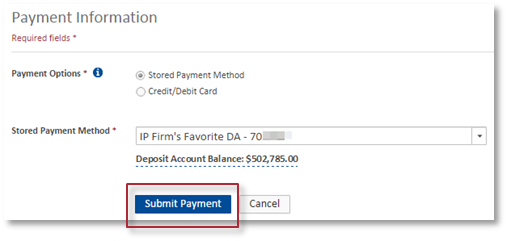 Payment Information
Required fields *
Payment Options * i
Stored Payment Method
Credit/Debit Card
Stored Payment Method * IP Firm's Favorite DA - 70
Deposit Account Balance: $502,785.00
Submit Payment Cancel